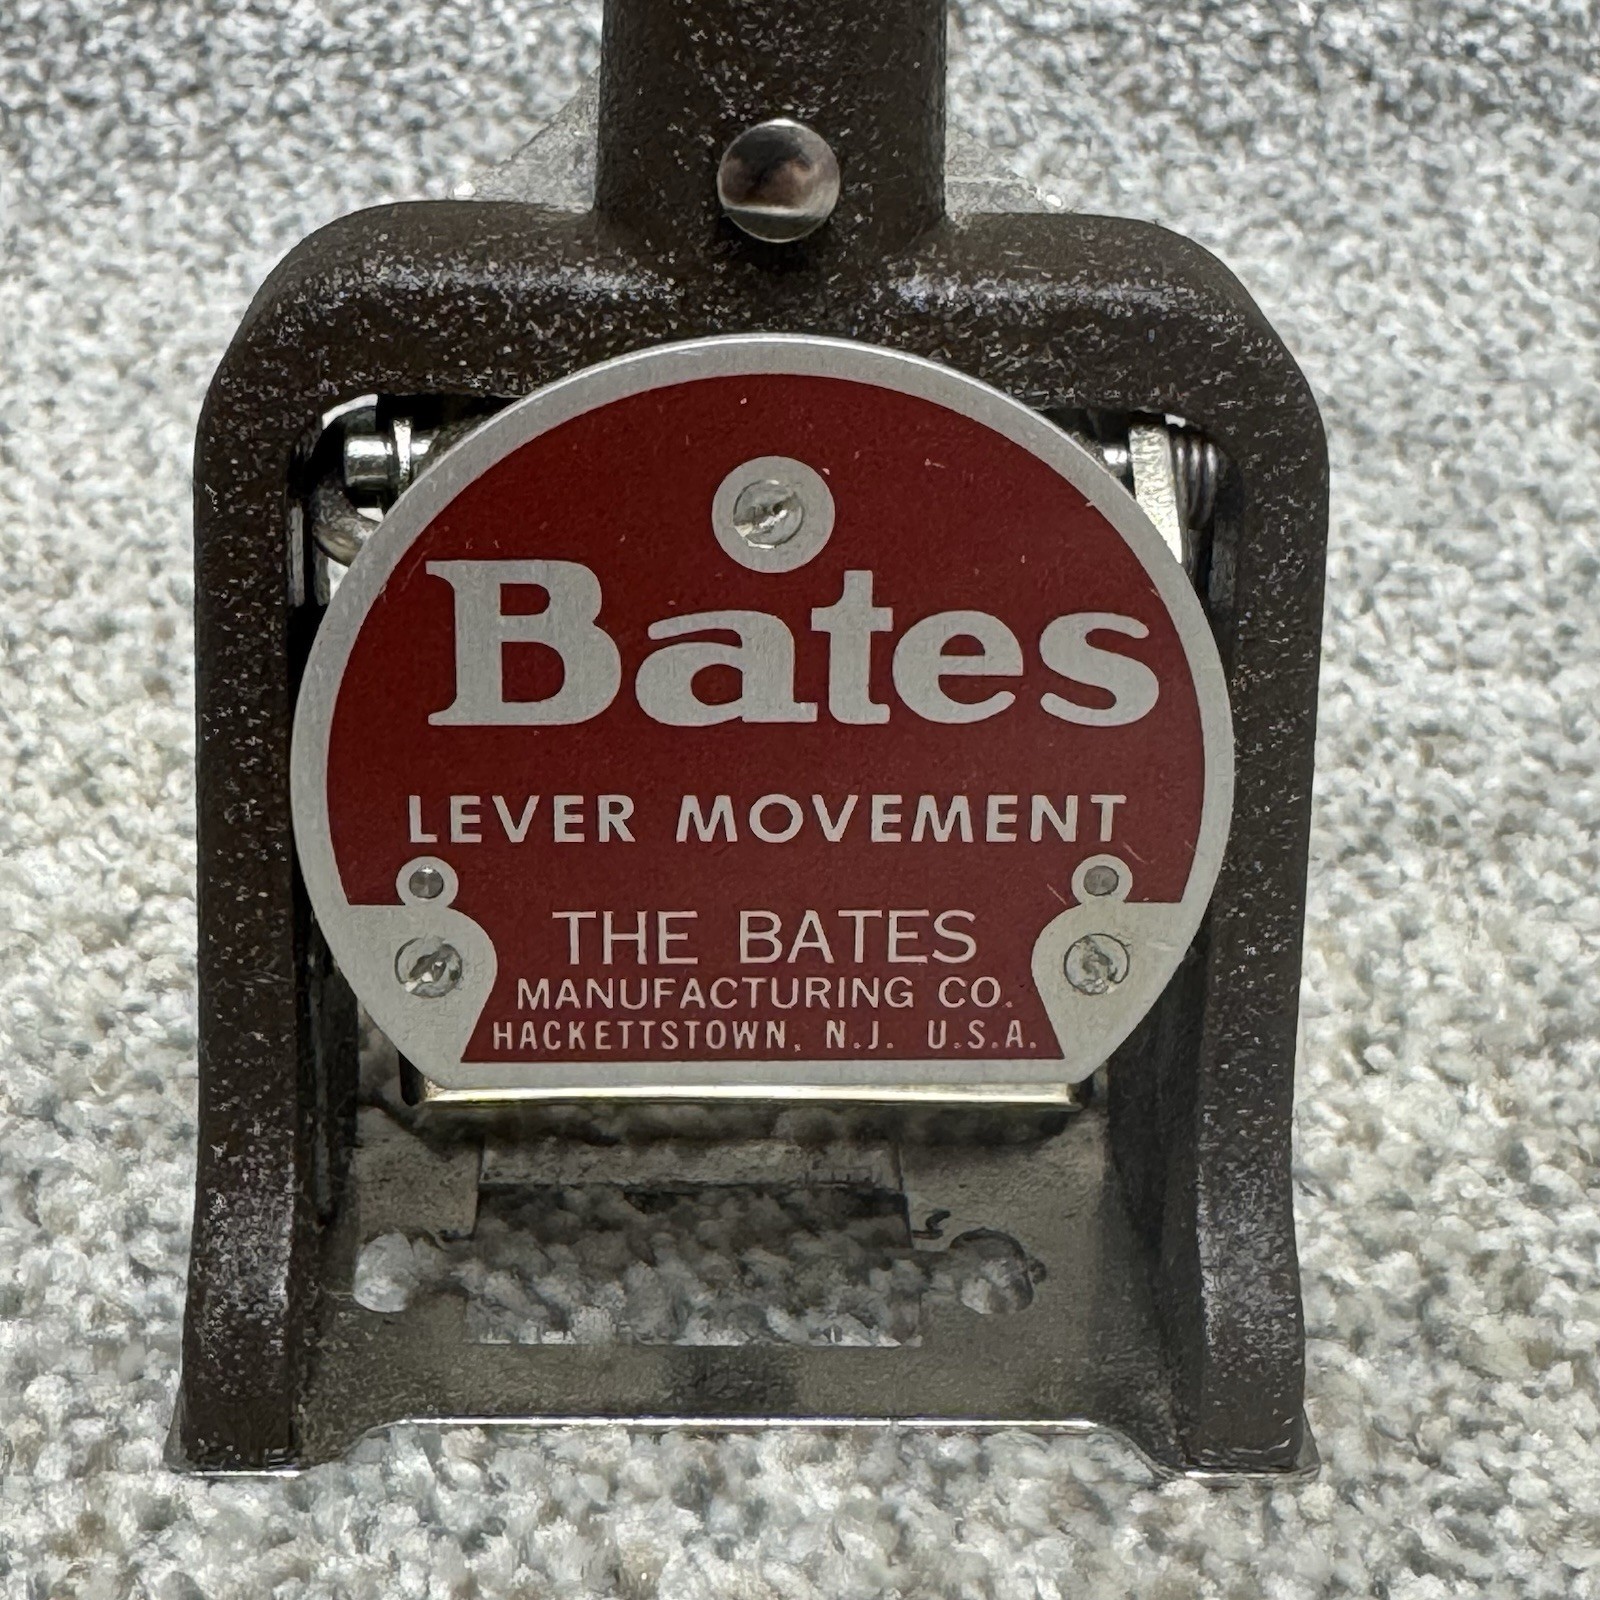 Bates
LEVER MOVEMENT
THE BATES
MANUFACTURING CO.
HACKETTSTOWN, N.J. U.S.A.